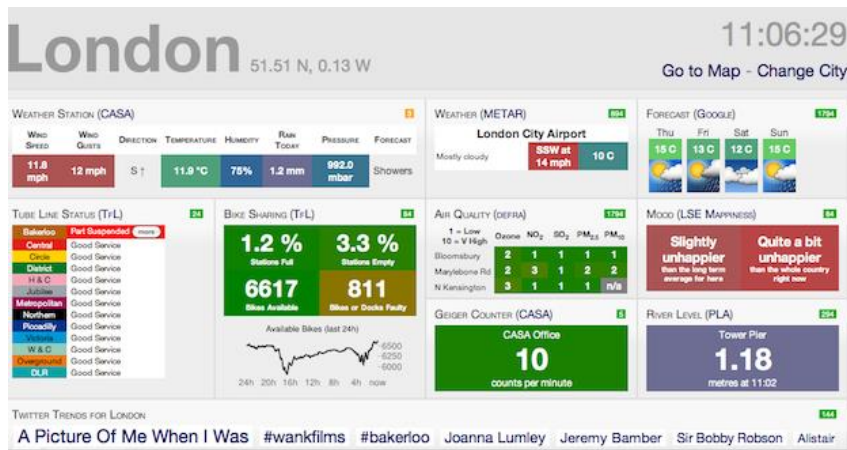 London 51.51 N, 0.13 W
11:06:29
Go to Map - Change City
WEATHER STATION (CASA)
WIND SPEED WIND GUSTS DIRECTION TEMPERATURE HUMIDITY RAIN TODAY PRESSURE FORECAST
11.8 mph 12 mph S ↑ 11.9 °C 75% 1.2 mm 992.0 mbar Showers
WEATHER (METAR) 894
London City Airport
Mostly cloudy SSW at 14 mph 10 C
FORECAST (GOOGLE) 1794
Thu Fri Sat Sun
15 C 13 C 12 C 15 C
TUBE LINE STATUS (TFL) 24
Bakerloo Part Suspended more
Central Good Service
Circle Good Service
District Good Service
H & C Good Service
Jubilee Good Service
Metropolitan Good Service
Northern Good Service
Piccadilly Good Service
Victoria Good Service
W & C Good Service
Overground Good Service
DLR Good Service
BIKE SHARING (TFL) 84
1.2 % 3.3 %
Stations Full Stations Empty
6617 811
Bikes Available Bikes or Docks Faulty
Available Bikes (last 24h)
6500
6250
6000
24h 20h 16h 12h 8h 4h now
AIR QUALITY (DEFRA) 1794
1 = Low
10 = V High Ozone NO2 SO2 PM2.5 PM10
Bloomsbury 2 1 1 1 1
Marylebone Rd 2 3 1 2 2
N Kensington 3 1 1 1 n/a
MOOD (LSE MAPPINESS) 84
Slightly unhappier
than the long term
average for here
Quite a bit unhappier
than the whole country
right now
GEIGER COUNTER (CASA)
CASA Office
10
counts per minute
RIVER LEVEL (PLA) 294
Tower Pier
1.18
metres at 11:02
TWITTER TRENDS FOR LONDON 144
A Picture Of Me When I Was #wankfilms #bakerloo Joanna Lumley Jeremy Bamber Sir Bobby Robson Alistair